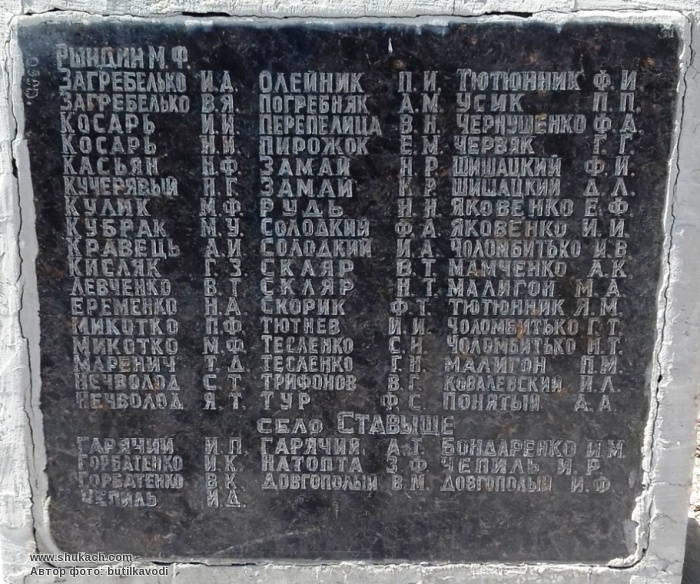 Рындин М. Ф.
Загребелько И.А. Олейник П.И. Тютюнник Ф.И
Загребелько В.Я. Погребняк А.М. Усик П.П.
Косарь И.И. Перепелица В.Н. Чернушенко Ф.А
Косарь Н.И. Пирожок Е.М. Червяк Г.Г.
Касьян Н.Ф. Замай Н.Р. Шишацкий Ф.И.
Кучерявый Н.Г. Замай К.Р. Шишацкий Д.Л.
Кулик М.Ф. Рудь Н.Н. Яковенко Е.Ф.
Кубрак М.У. Солодкий Ф.А. Яковенко И.И.
Кравець А.И Солодкий И.А. Чоломбитько И.В.
Кисляк Г.З. Скляр В.Т. Мамченко А.К.
Левченко В.Т Скляр Н.Т. Малигон М.А.
Еременко Н.А Скорик Ф.Т. Тютюнник Я.М.
Микотко П.Ф. Тютнев И.И. Чоломбитько Г.Т.
Микотко М.Ф. Тесленко С.Н. Чоломбитько Н.Т.
Маренич Т.Д. Тесленко Г.Н. Малигон П.М.
Нечволод С.Т. Трифонов В.Г. Ковалевский И.Л.
Нечволод Я.Т. Тур Ф.С. Понятый А.А.
село Ставыще
Гарячий И.П. Гарячия А.Т. Бондаренко И.М.
Горбатенко И.К. Натопта З.Ф Чепиль И.Р.
Горбатенко В.К. Довгополый В.М. Довгополый И.Ф
Чепиль И.Д.
www.shukach.com
Автор фото: butilkavodi